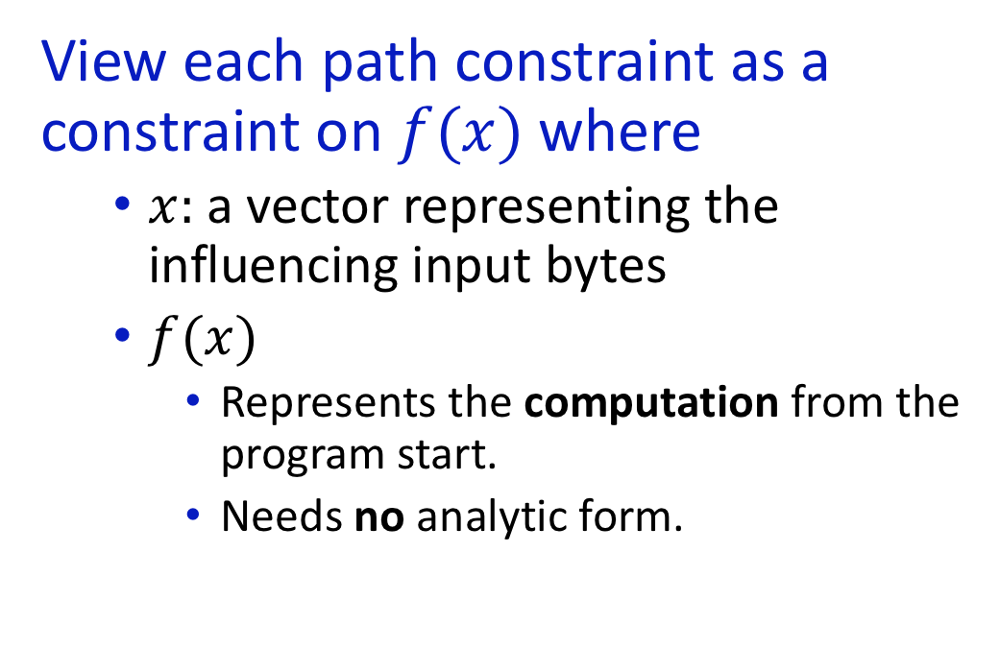 View each path constraint as a
constraint on f(x) where
• x: a vector representing the
influencing input bytes
• f(x)
• Represents the computation from the
program start.
• Needs no analytic form.